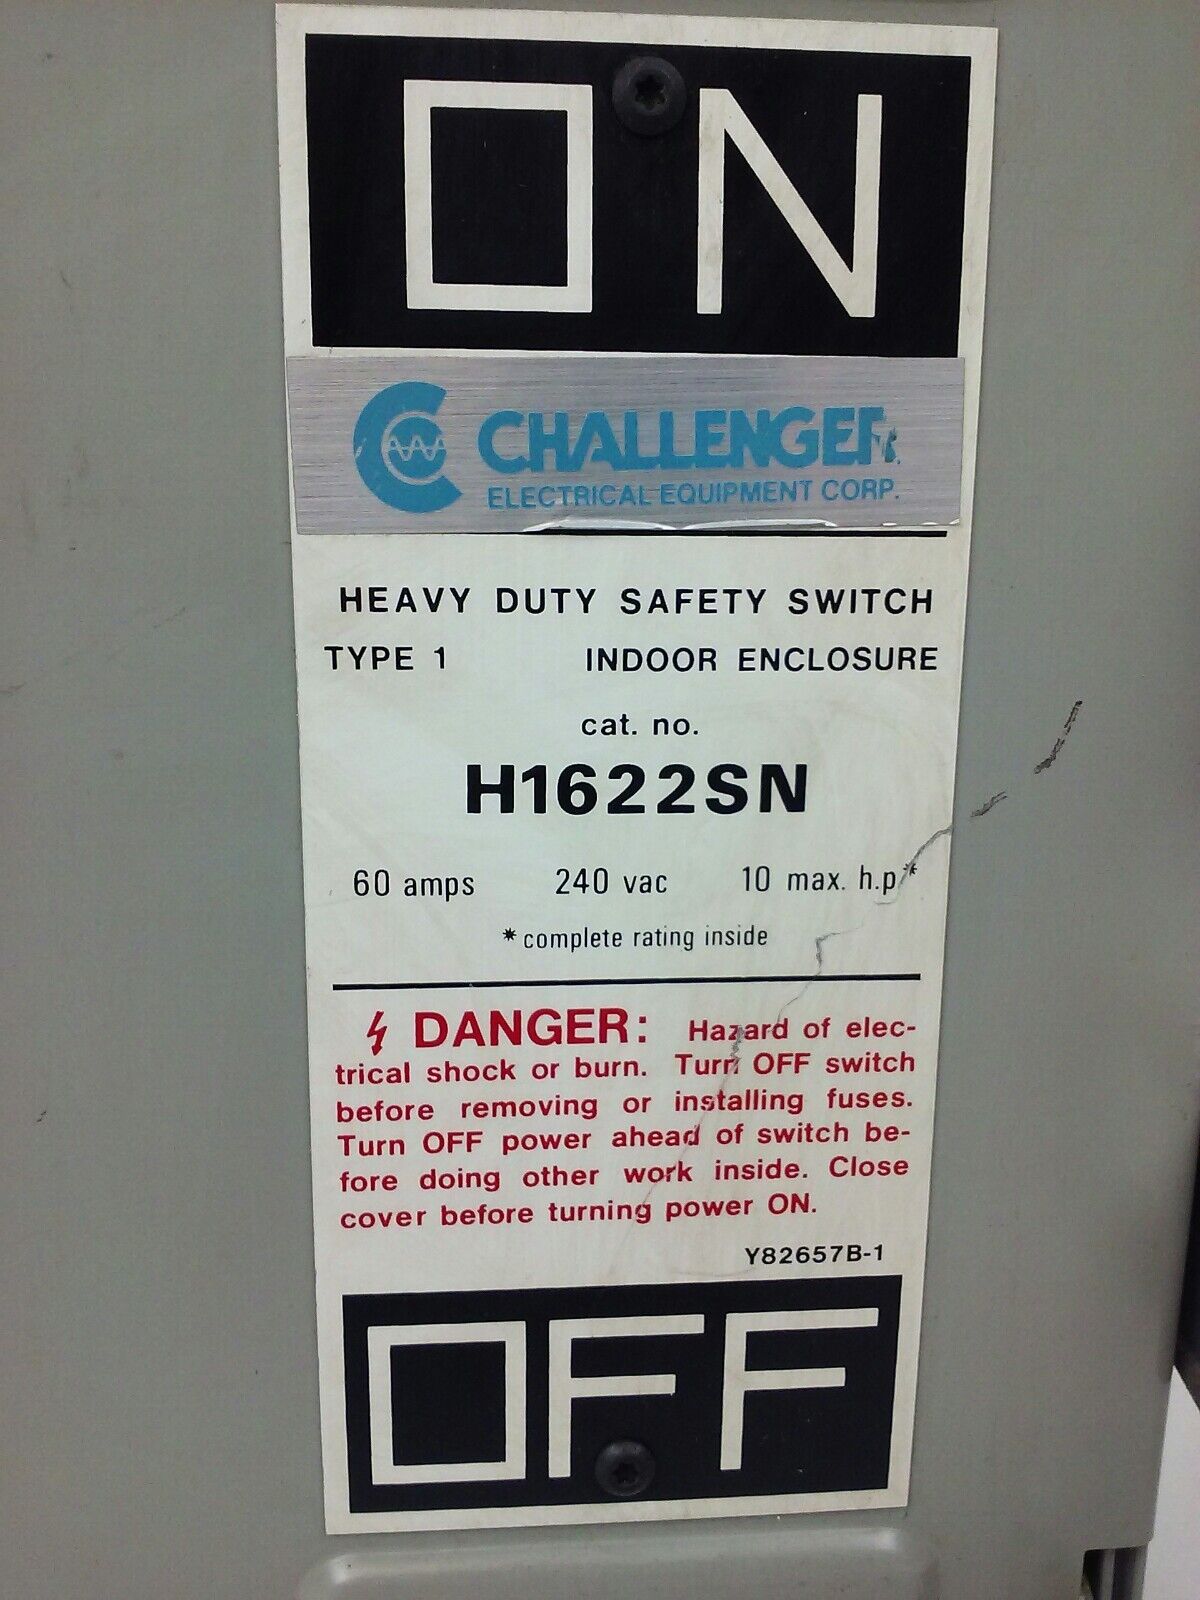 ON
CHALLENGER
ELECTRICAL EQUIPMENT CORP.
HEAVY DUTY SAFETY SWITCH
TYPE 1 INDOOR ENCLOSURE
cat. no.
H1622SN
60 amps 240 vac 10 max. h.p*
*complete rating inside
DANGER: Hazard of elec-
trical shock or burn. Turn OFF switch
before removing or installing fuses.
Turn OFF power ahead of switch be-
fore doing other work inside. Close
cover before turning power ON.
Y82657B-1
OFF